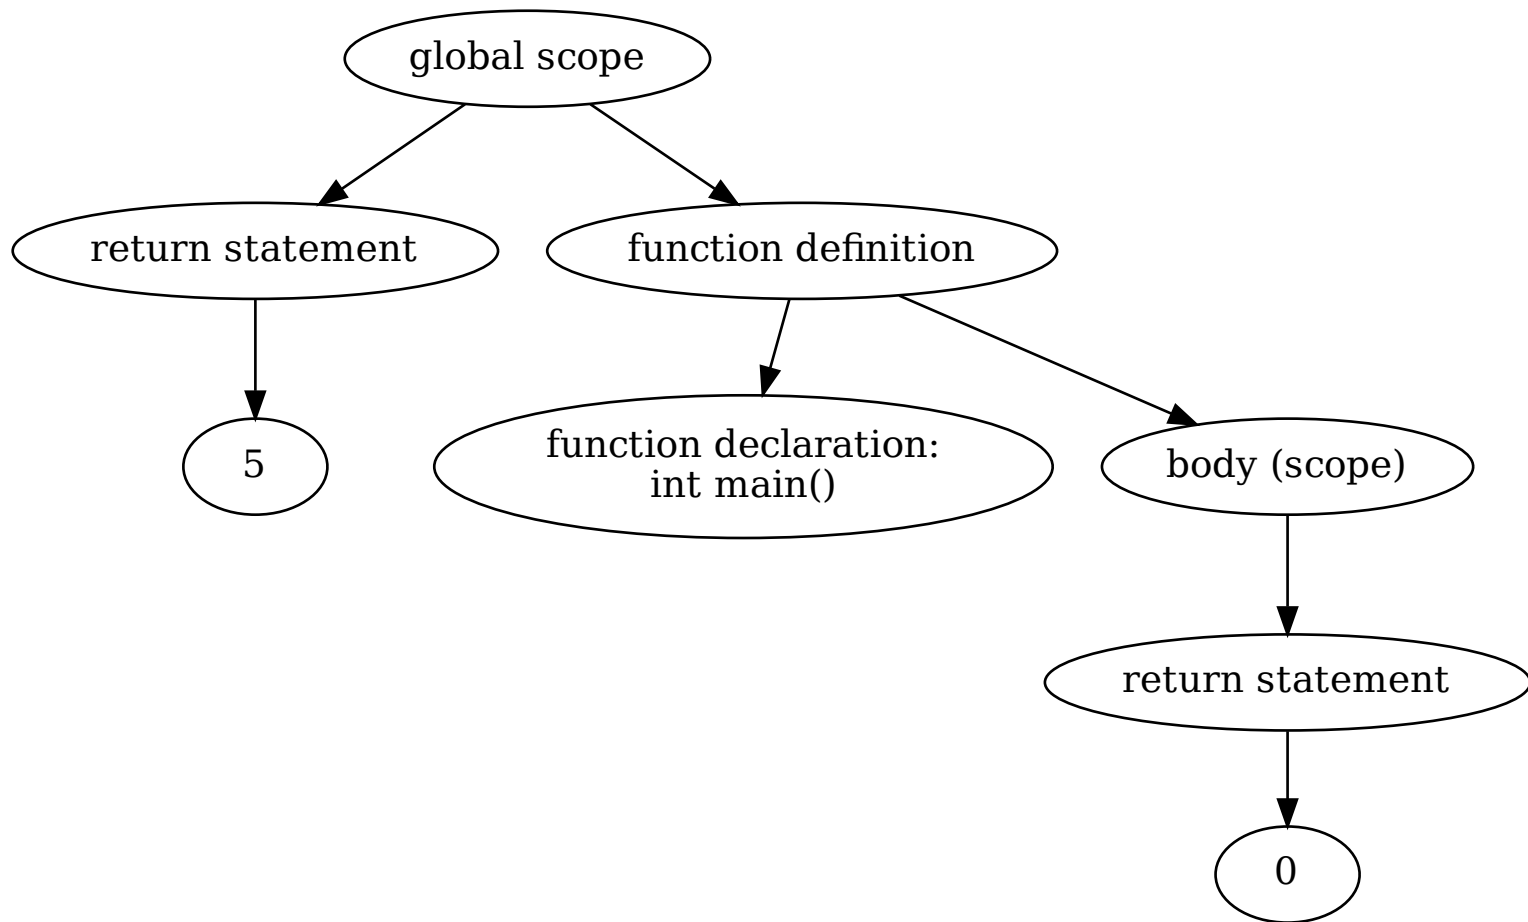 global scope
return statement
function definition
5
function declaration:
int main()
body (scope)
return statement
0